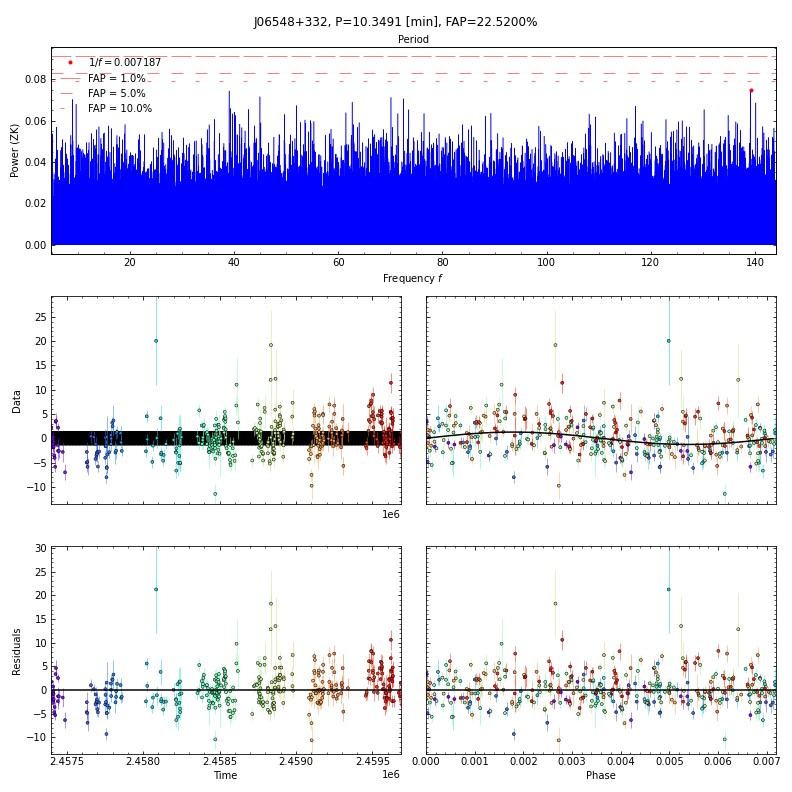 J06548+332, P=10.3491 [min], FAP=22.5200%
Period
Power (ZK)
0.08
0.06
0.04
0.02
0.00
1/f = 0.007187
FAP = 1.0%
FAP = 5.0%
FAP = 10.0%
20 40 60 80 100 120 140
Frequency f
Data
25
20
15
10
5
0
−5
−10
1e6
Residuals
30
25
20
15
10
5
0
−5
−10
2.4575 2.4580 2.4585 2.4590 2.4595
1e6
Time
0.000 0.001 0.002 0.003 0.004 0.005 0.006 0.007
Phase